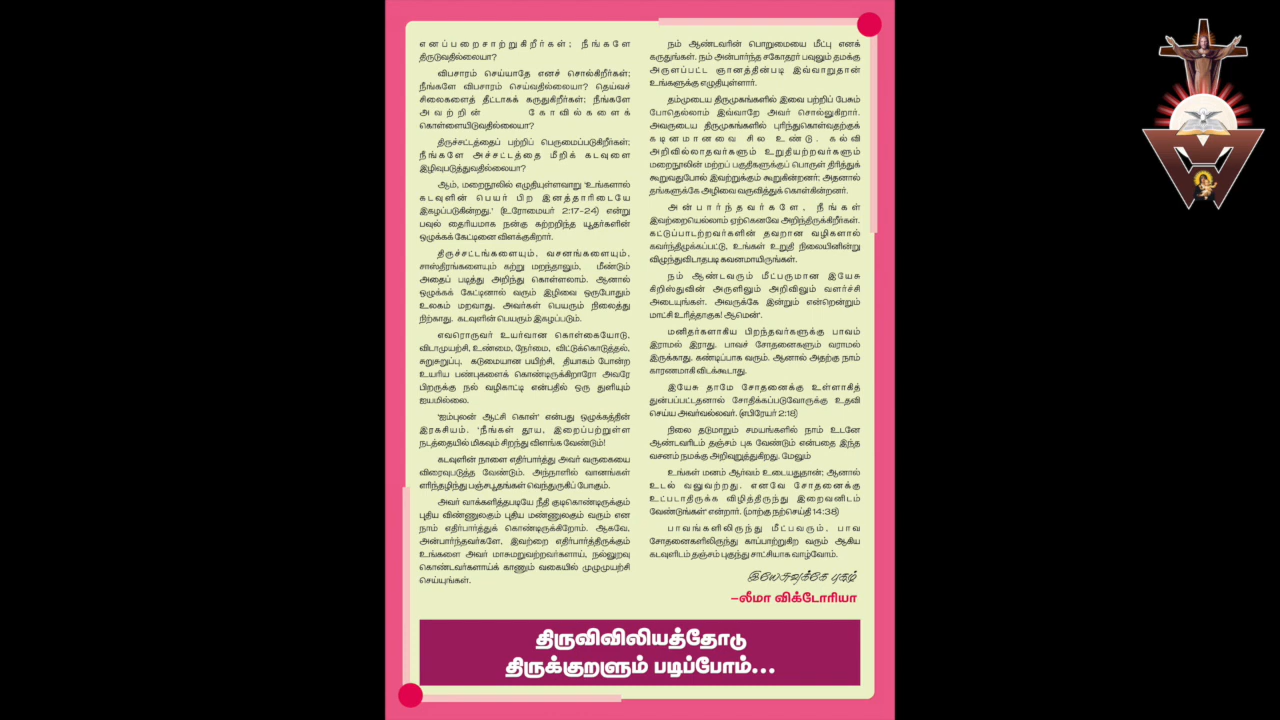 எனப்பறைசாற்றுகிறீர்கள்; நீங்களே
திருடுவதில்லையா?
விபசாரம் செய்யாதே எனச் சொல்கிறீர்கள்;
நீங்களே விபசாரம் செய்வதில்லையா? தெய்வச்
சிலைகளைத் தீட்டாகக் கருதுகிறீர்கள்; நீங்களே
அவற்றின் கோவில்களைக்
கொள்ளையிடுவதில்லையா?
திருச்சட்டத்தைப் பற்றிப் பெருமைப்படுகிறீர்கள்;
நீங்களே அச்சட்டத்தை மீறிக் கடவுளை
இழிவுபடுத்துவதில்லையா?
ஆம், மறைநூலில் எழுதியுள்ளவாறு 'உங்களால்
கடவுளின் பெயர் பிற இனத்தாரிடையே
இகழப்படுகின்றது.' (உரோமையர் 2:17-24) என்று
பவுல் தைரியமாக நன்கு கற்றறிந்த யூதர்களின்
ஒழுக்கக் கேட்டினை விளக்குகிறார்.
திருச்சட்டங்களையும், வசனங்களையும்,
சாஸ்திரங்களையும் கற்று மறந்தாலும், மீண்டும்
அதைப் படித்து அறிந்து கொள்ளலாம். ஆனால்
ஒழுக்கக் கேட்டினால் வரும் இழிவை ஒருபோதும்
உலகம் மறவாது. அவர்கள் பெயரும் நிலைத்து
நிற்காது. கடவுளின் பெயரும் இகழப்படும்.
எவரொருவர் உயர்வான கொள்கையோடு,
விடாமுயற்சி, உண்மை, நேர்மை, விட்டுக்கொடுத்தல்,
சுறுசுறுப்பு, கடுமையான பயிற்சி, தியாகம் போன்ற
உயரிய பண்புகளைக் கொண்டிருக்கிறாரோ அவரே
பிறருக்கு நல் வழிகாட்டி என்பதில் ஒரு துளியும்
ஐயமில்லை.
'ஐம்புலன் ஆட்சி கொள்' என்பது ஒழுக்கத்தின்
இரகசியம். 'நீங்கள் தூய, இறைப்பற்றுள்ள
நடத்தையில் மிகவும் சிறந்து விளங்க வேண்டும்!
கடவுளின் நாளை எதிர்பார்த்து அவர் வருகையை
விரைவுபடுத்த வேண்டும். அந்நாளில் வானங்கள்
எரிந்தழிந்து பஞ்சபூதங்கள் வெந்துருகிப் போகும்.
அவர் வாக்களித்தபடியே நீதி குடிகொண்டிருக்கும்
புதிய விண்ணுலகும் புதிய மண்ணுலகும் வரும் என
நாம் எதிர்பார்த்துக் கொண்டிருக்கிறோம். ஆகவே,
அன்பார்ந்தவர்களே, இவற்றை எதிர்பார்த்திருக்கும்
உங்களை அவர் மாசுமறுவற்றவர்களாய், நல்லுறவு
கொண்டவர்களாய்க் காணும் வகையில் முழுமுயற்சி
செய்யுங்கள்.
நம் ஆண்டவரின் பொறுமையை மீட்பு எனக்
கருதுங்கள். நம் அன்பார்ந்த சகோதரர் பவுலும் தமக்கு
அருளப்பட்ட ஞானத்தின்படி இவ்வாறுதான்
உங்களுக்கு எழுதியுள்ளார்.
தம்முடைய திருமுகங்களில் இவை பற்றிப் பேசும்
போதெல்லாம் இவ்வாறே அவர் சொல்லுகிறார்.
அவருடைய திருமுகங்களில் புரிந்துகொள்வதற்குக்
கடினமானவை சில உண்டு. கல்வி
அறிவில்லாதவர்களும் உறுதியற்றவர்களும்
மறைநூலின் மற்றப் பகுதிகளுக்குப் பொருள் திரித்துக்
கூறுவதுபோல் இவற்றுக்கும் கூறுகின்றனர்; அதனால்
தங்களுக்கே அழிவை வருவித்துக் கொள்கின்றனர்.
அன்பார்ந்தவர்களே, நீங்கள்
இவற்றையெல்லாம் ஏற்கெனவே அறிந்திருக்கிறீர்கள்.
கட்டுப்பாடற்றவர்களின் தவறான வழிகளால்
கவர்ந்திழுக்கப்பட்டு, உங்கள் உறுதி நிலையினின்று
விழுந்துவிடாதபடி கவனமாயிருங்கள்.
நம் ஆண்டவரும் மீட்பருமான இயேசு
கிறிஸ்துவின் அருளிலும் அறிவிலும் வளர்ச்சி
அடையுங்கள். அவருக்கே இன்றும் என்றென்றும்
மாட்சி உரித்தாகுக! ஆமென்'.
மனிதர்களாகிய பிறந்தவர்களுக்கு பாவம்
இராமல் இராது. பாவச் சோதனைகளும் வராமல்
இருக்காது. கண்டிப்பாக வரும். ஆனால் அதற்கு நாம்
காரணமாகி விடக்கூடாது.
இயேசு தாமே சோதனைக்கு உள்ளாகித்
துன்பப்பட்டதனால் சோதிக்கப்படுவோருக்கு உதவி
செய்ய அவர்வல்லவர். (எபிரேயர் 2:18)
நிலை தடுமாறும் சமயங்களில் நாம் உடனே
ஆண்டவரிடம் தஞ்சம் புக வேண்டும் என்பதை இந்த
வசனம் நமக்கு அறிவுறுத்துகிறது. மேலும்
உங்கள் மனம் ஆர்வம் உடையதுதான்; ஆனால்
உடல் வலுவற்றது. எனவே சோதனைக்கு
உட்படாதிருக்க விழித்திருந்து இறைவனிடம்
வேண்டுங்கள்' என்றார். (மாற்கு நற்செய்தி 14:38)
பாவங்களிலிருந்து மீட்பவரும், பாவ
சோதனைகளிலிருந்து காப்பாற்றுகிற வரும் ஆகிய
கடவுளிடம் தஞ்சம் புகுந்து சாட்சியாக வாழ்வோம்.
இயேசுவுக்கே புகழ்
–லீமா விக்டோரியா
திருவிவிலியத்தோடு
திருக்குறளும் படிப்போம்...